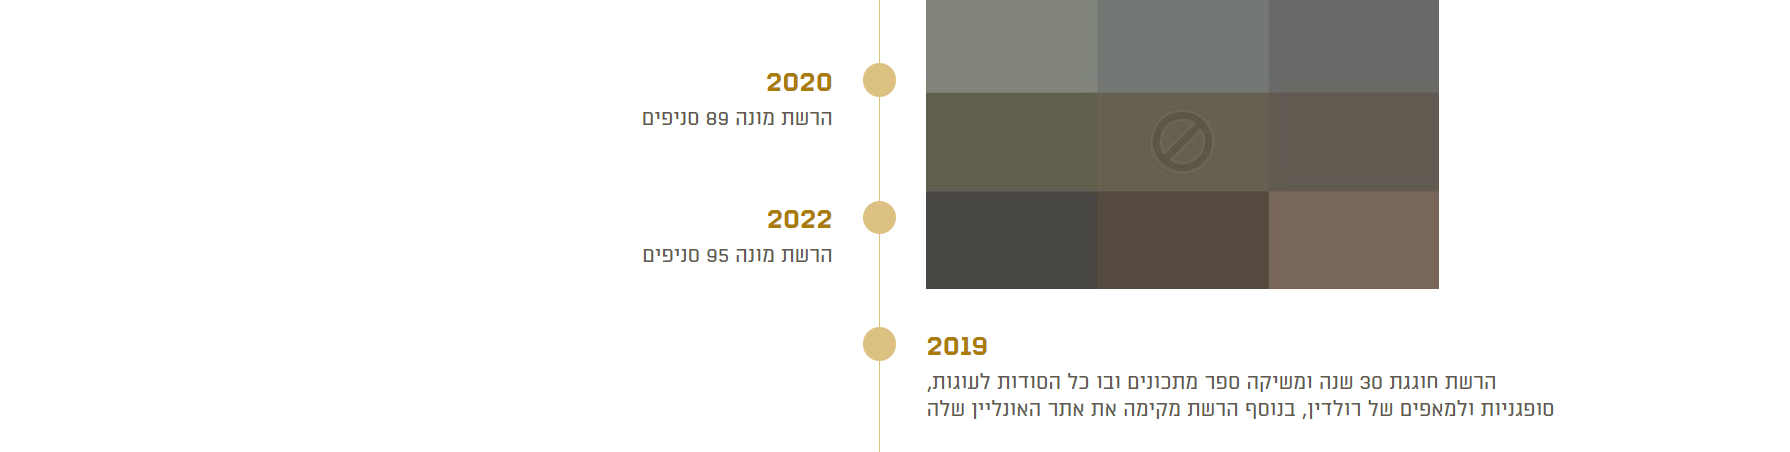 2020
הרשת מונה 89 סניפים
2022
הרשת מונה 95 סניפים
2019
הרשת חוגגת 30 שנה ומשיקה ספר מתכונים ובו כל הסודות לעוגות,
סופגניות ולמאפים של רולדין, בנוסף הרשת מקימה את אתר האונליין שלה